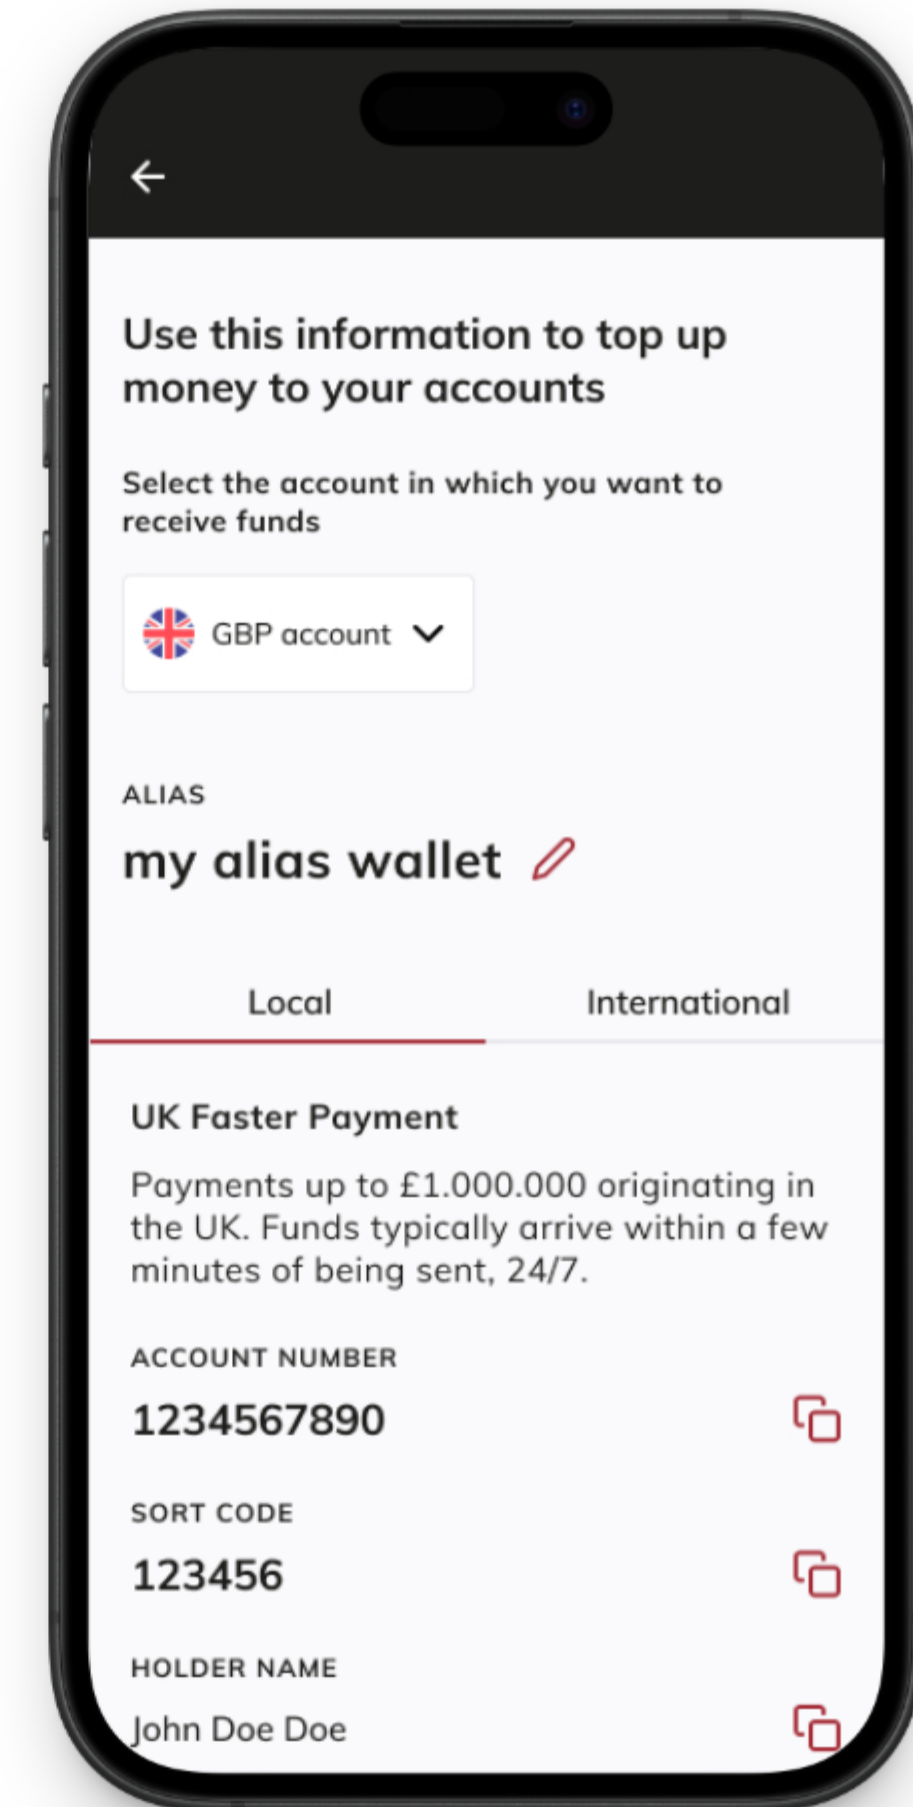 Use this information to top up
money to your accounts
Select the account in which you want to
receive funds
GBP account
ALIAS
my alias wallet
Local
International
UK Faster Payment
Payments up to £1.000.000 originating in
the UK. Funds typically arrive within a few
minutes of being sent, 24/7.
ACCOUNT NUMBER
1234567890
SORT CODE
123456
HOLDER NAME
John Doe Doe